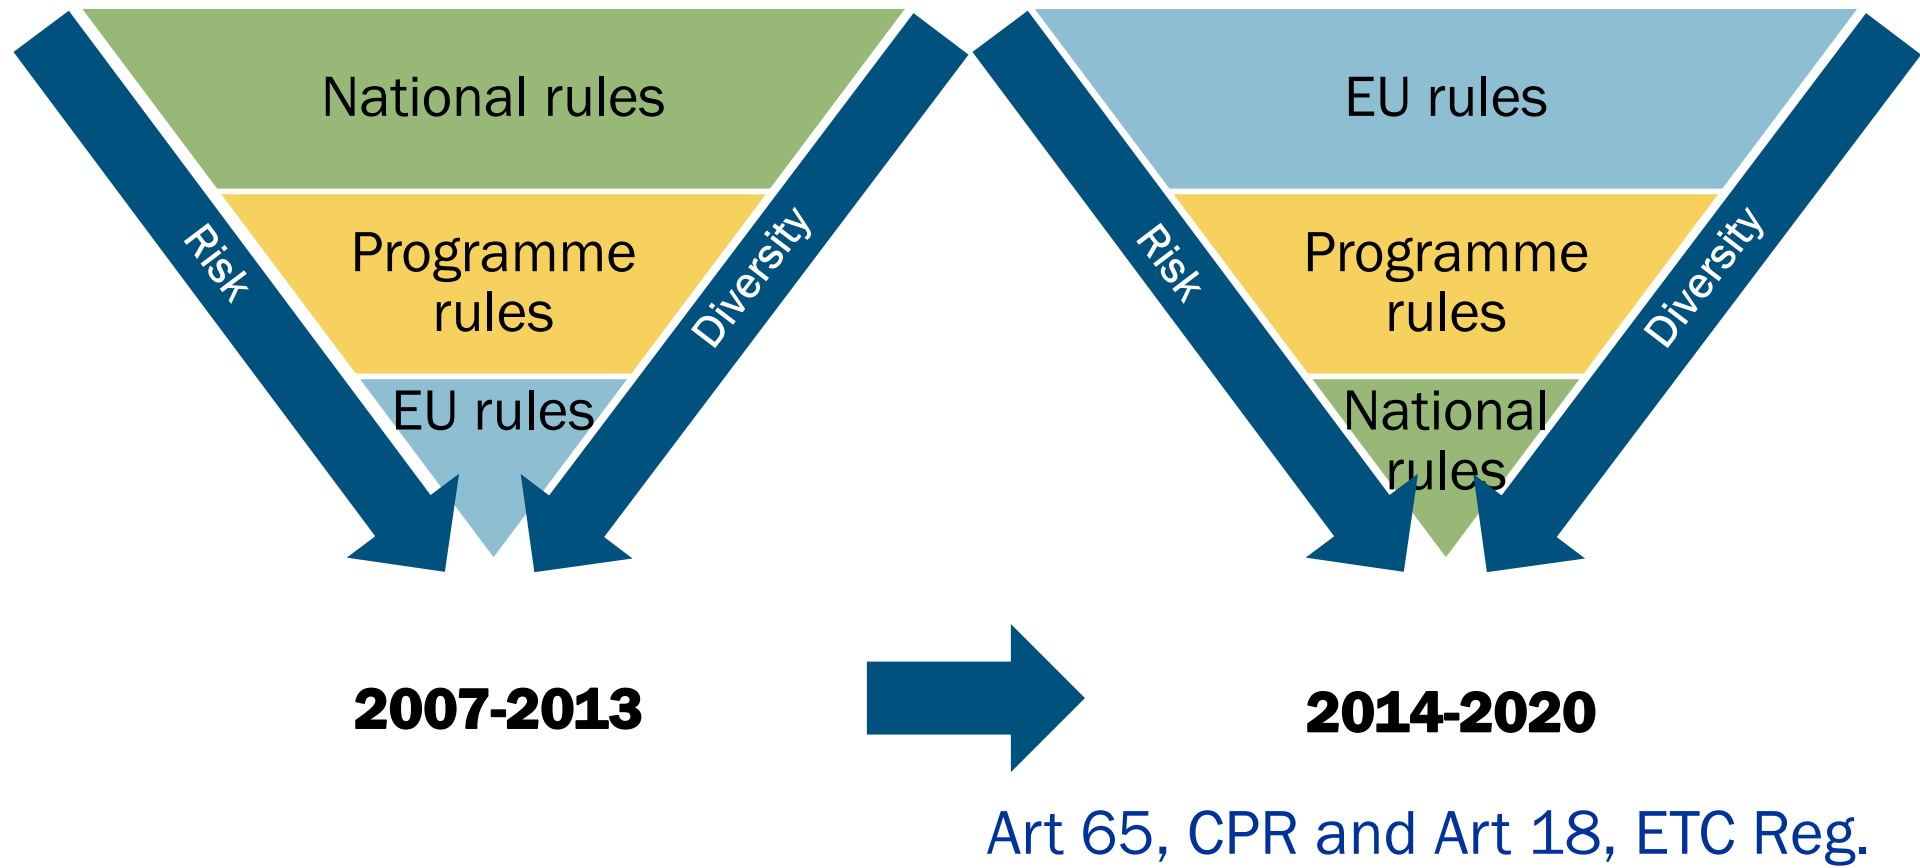 National rules
Programme
rules
EU rules
Risk
Diversity
2007-2013
EU rules
Programme
rules
National
rules
Risk
Diversity
2014-2020
Art 65, CPR and Art 18, ETC Reg.